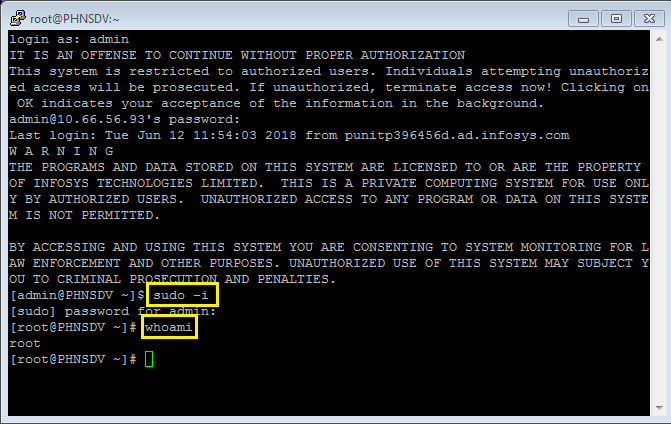 root@PHNSDV:~
login as: admin
IT IS AN OFFENSE TO CONTINUE WITHOUT PROPER AUTHORIZATION
This system is restricted to authorized users. Individuals attempting unauthoriz
ed access will be prosecuted. If unauthorized, terminate access now! Clicking on
 OK indicates your acceptance of the information in the background.
admin@10.66.56.93's password:
Last login: Tue Jun 12 11:54:03 2018 from punitp396456d.ad.infosys.com
W A R N I N G
THE PROGRAMS AND DATA STORED ON THIS SYSTEM ARE LICENSED TO OR ARE THE PROPERTY
OF INFOSYS TECHNOLOGIES LIMITED.  THIS IS A PRIVATE COMPUTING SYSTEM FOR USE ONL
Y BY AUTHORIZED USERS.  UNAUTHORIZED ACCESS TO ANY PROGRAM OR DATA ON THIS SYSTE
M IS NOT PERMITTED.

BY ACCESSING AND USING THIS SYSTEM YOU ARE CONSENTING TO SYSTEM MONITORING FOR L
AW ENFORCEMENT AND OTHER PURPOSES. UNAUTHORIZED USE OF THIS SYSTEM MAY SUBJECT Y
OU TO CRIMINAL PROSECUTION AND PENALTIES.
[admin@PHNSDV ~]$ sudo -i
[sudo] password for admin:
[root@PHNSDV ~]# whoami
root
[root@PHNSDV ~]#